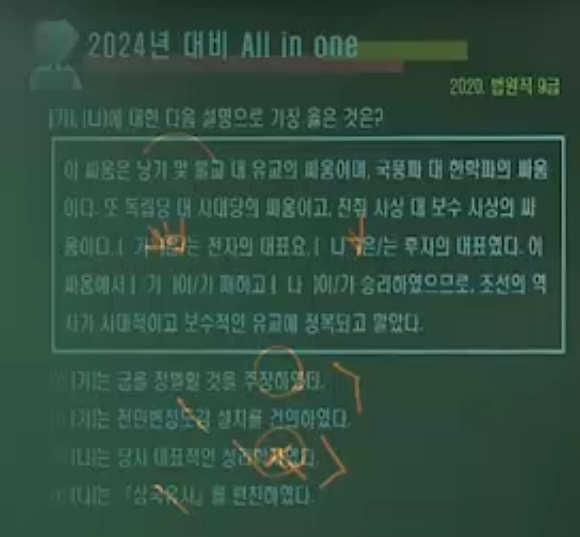 2024년 대비 All in one
2020. 법원직 9급
(가), (나)에 대한 다음 설명으로 가장 옳은 것은?
이 싸움은 낭가 및 불교 대 유교의 싸움이며, 국풍파 대 한학파의 싸움
이다. 또 독립당 대 사대당의 싸움이고, 진취 사상 대 보수 사상의 싸
움이다. ( 가 )는 전자의 대표요, ( 나 )은/는 후자의 대표였다. 이
싸움에서 ( 가 )이/가 패하고 ( 나 )이/가 승리하였으므로, 조선의 역
사가 사대적이고 보수적인 유교에 정복되고 말았다.
(가)는 금을 정벌할 것을 주장하였다.
(가)는 전민변정도감 설치를 건의하였다.
(나)는 당시 대표적인 성리학자였다.
(나)는 『삼국유사』를 편찬하였다.